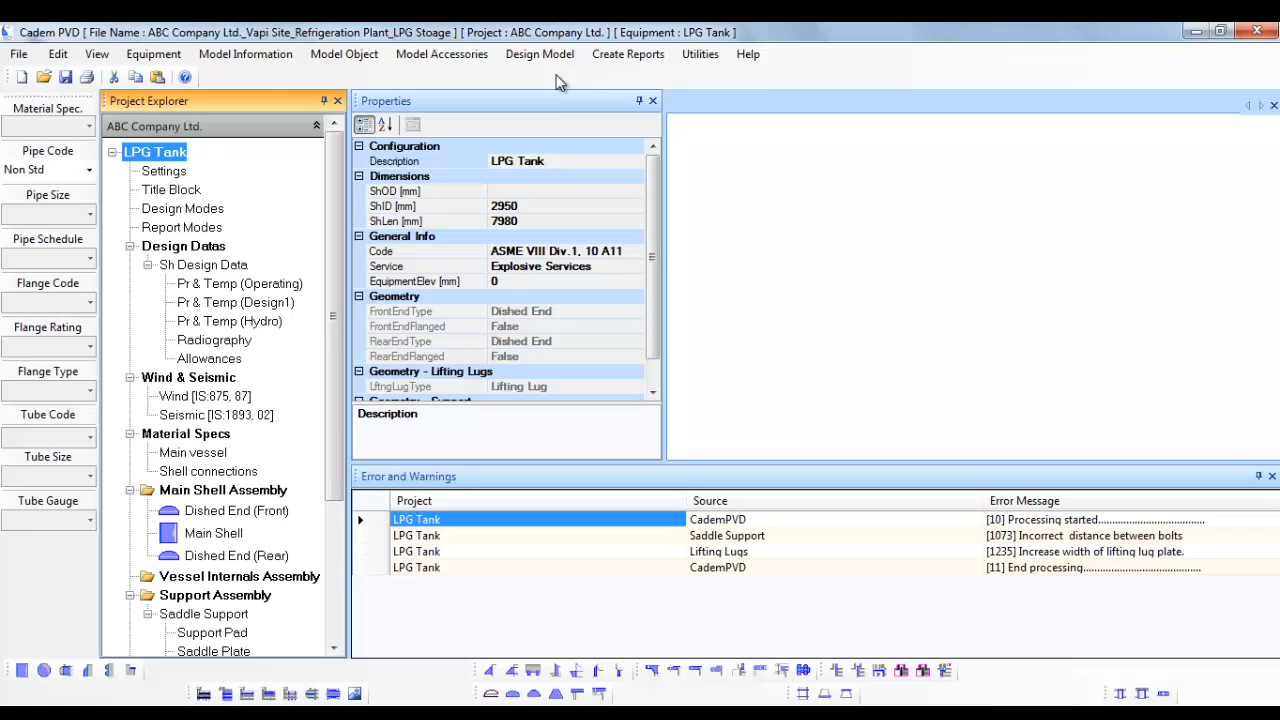 Cadem PVD [ File Name : ABC Company Ltd._Vapi Site_Refrigeration Plant_LPG Stoage ] [ Project : ABC Company Ltd. ] [ Equipment : LPG Tank ]
File Edit View Equipment Model Information Model Object Model Accessories Design Model Create Reports Utilities Help
Material Spec.
Pipe Code
Non Std
Pipe Size
Pipe Schedule
Flange Code
Flange Rating
Flange Type
Tube Code
Tube Size
Tube Gauge
Project Explorer
ABC Company Ltd.
LPG Tank
Settings
Title Block
Design Modes
Report Modes
Design Datas
Sh Design Data
Pr & Temp (Operating)
Pr & Temp (Design1)
Pr & Temp (Hydro)
Radiography
Allowances
Wind & Seismic
Wind [IS:875, 87]
Seismic [IS:1893, 02]
Material Specs
Main vessel
Shell connections
Main Shell Assembly
Dished End (Front)
Main Shell
Dished End (Rear)
Vessel Internals Assembly
Support Assembly
Saddle Support
Support Pad
Saddle Plate
Properties
Configuration
Description LPG Tank
Dimensions
ShOD [mm]
ShID [mm] 2950
ShLen [mm] 7980
General Info
Code ASME VIII Div.1, 10 A11
Service Explosive Services
EquipmentElev [mm] 0
Geometry
FrontEndType Dished End
FrontEndFlanged False
RearEndType Dished End
RearEndFlanged False
Geometry - Lifting Lugs
LftngLugType Lifting Lug
Geometry - Support
Description
Error and Warnings
Project Source Error Message
LPG Tank CademPVD [10] Processing started......................................
LPG Tank Saddle Support [1073] Incorrect distance between bolts
LPG Tank Lifting Lugs [1235] Increase width of lifting lug plate.
LPG Tank CademPVD [11] End processing..........................................